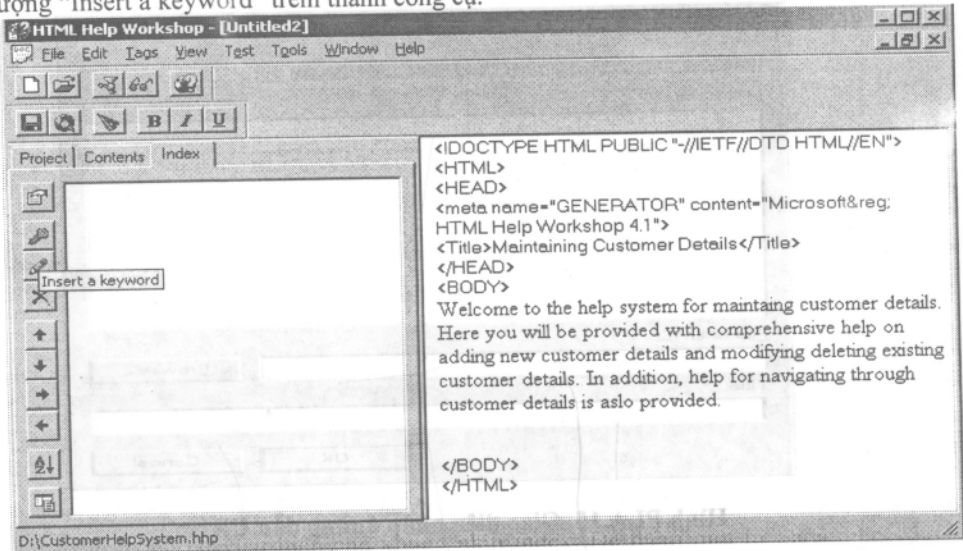 ượng "Insert a keyword" trêm thanh công cụ.
HTML Help Workshop - [Untitled2]
File Edit Tags View Test Tools Window Help
B I U
Project Contents Index
Insert a keyword
<!DOCTYPE HTML PUBLIC "-//IETF//DTD HTML//EN">
<HTML>
<HEAD>
<meta name="GENERATOR" content="Microsoft&reg;
HTML Help Workshop 4.1">
<Title>Maintaining Customer Details</Title>
</HEAD>
<BODY>
Welcome to the help system for maintaing customer details.
Here you will be provided with comprehensive help on
adding new customer details and modifying deleting existing
customer details. In addition, help for navigating through
customer details is aslo provided.
</BODY>
</HTML>
D:\CustomerHelpSystem.hhp